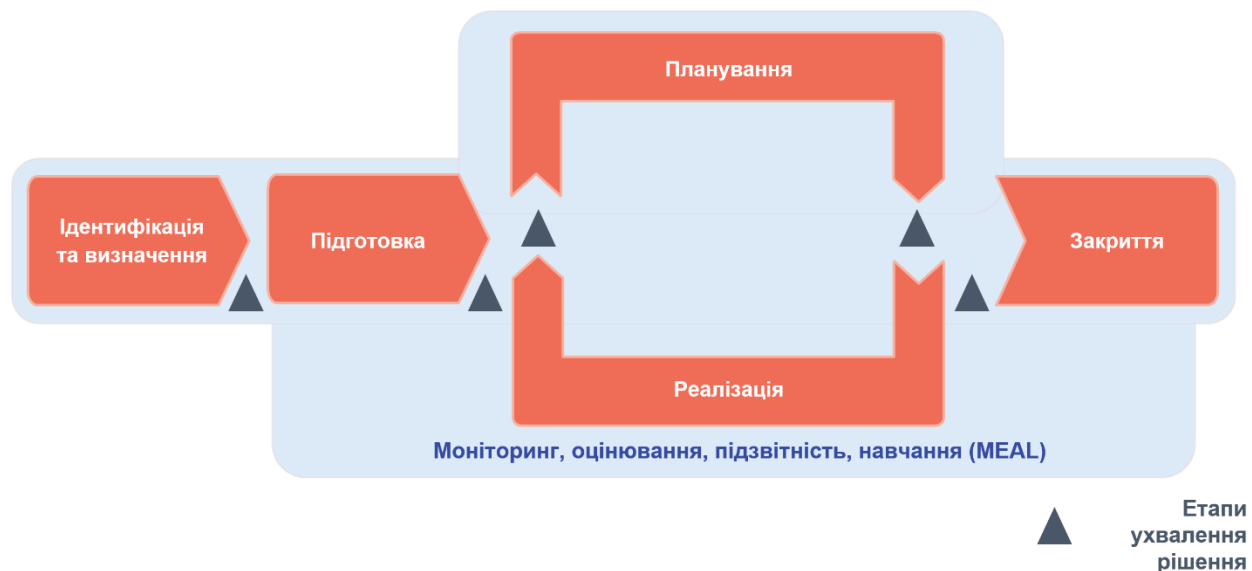 Планування
Ідентифікація
та визначення
Підготовка
Закриття
Реалізація
Моніторинг, оцінювання, підзвітність, навчання (MEAL)
Етапи
ухвалення
рішення